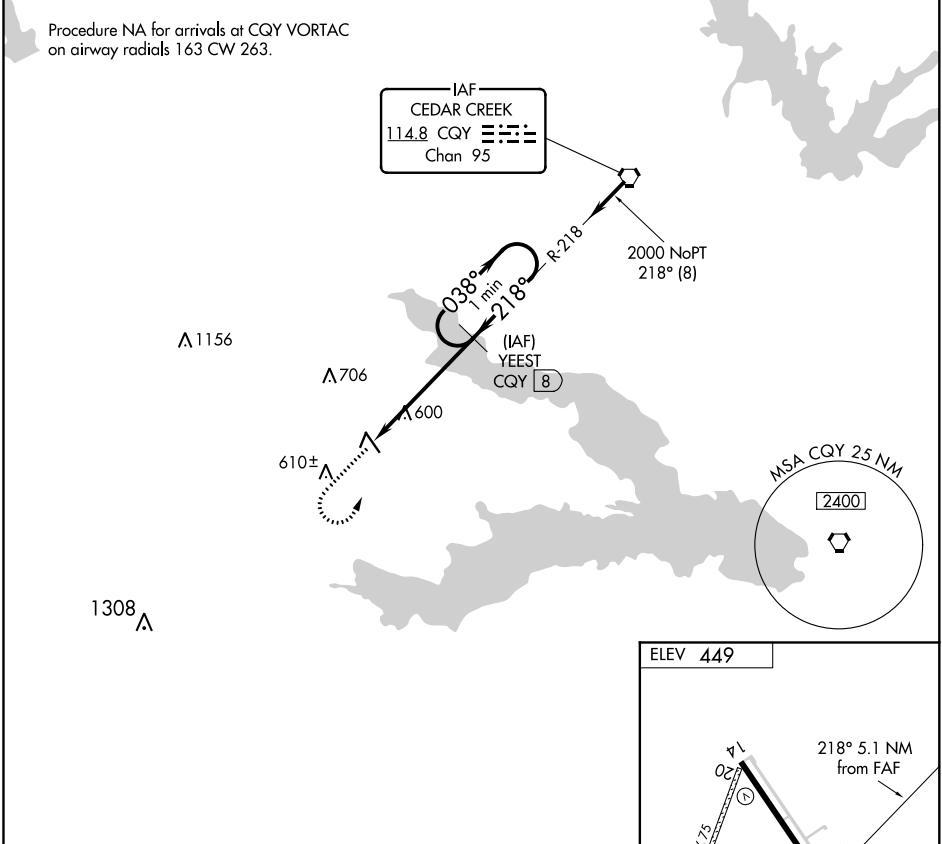 Procedure NA for arrivals at CQY VORTAC
on airway radials 163 CW 263.
IAF
CEDAR CREEK
114.8 CQY
Chan 95
R-218
2000 NoPT
218° (8)
038°
1 min
218°
(IAF)
YEEST
CQY 8
1156
706
600
610±
MSA CQY 25 NM
2400
1308
ELEV 449
218° 5.1 NM
from FAF
14
20
V